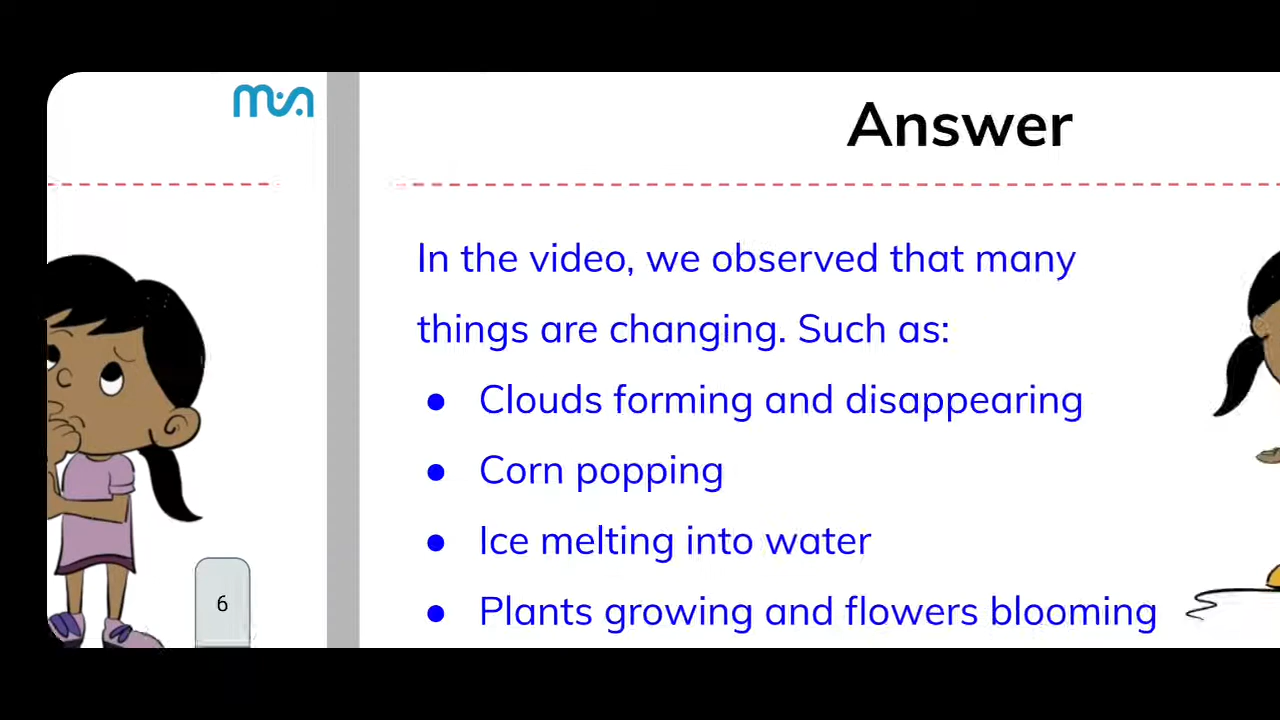 Answer
In the video, we observed that many
things are changing. Such as:
● Clouds forming and disappearing
● Corn popping
● Ice melting into water
● Plants growing and flowers blooming
6